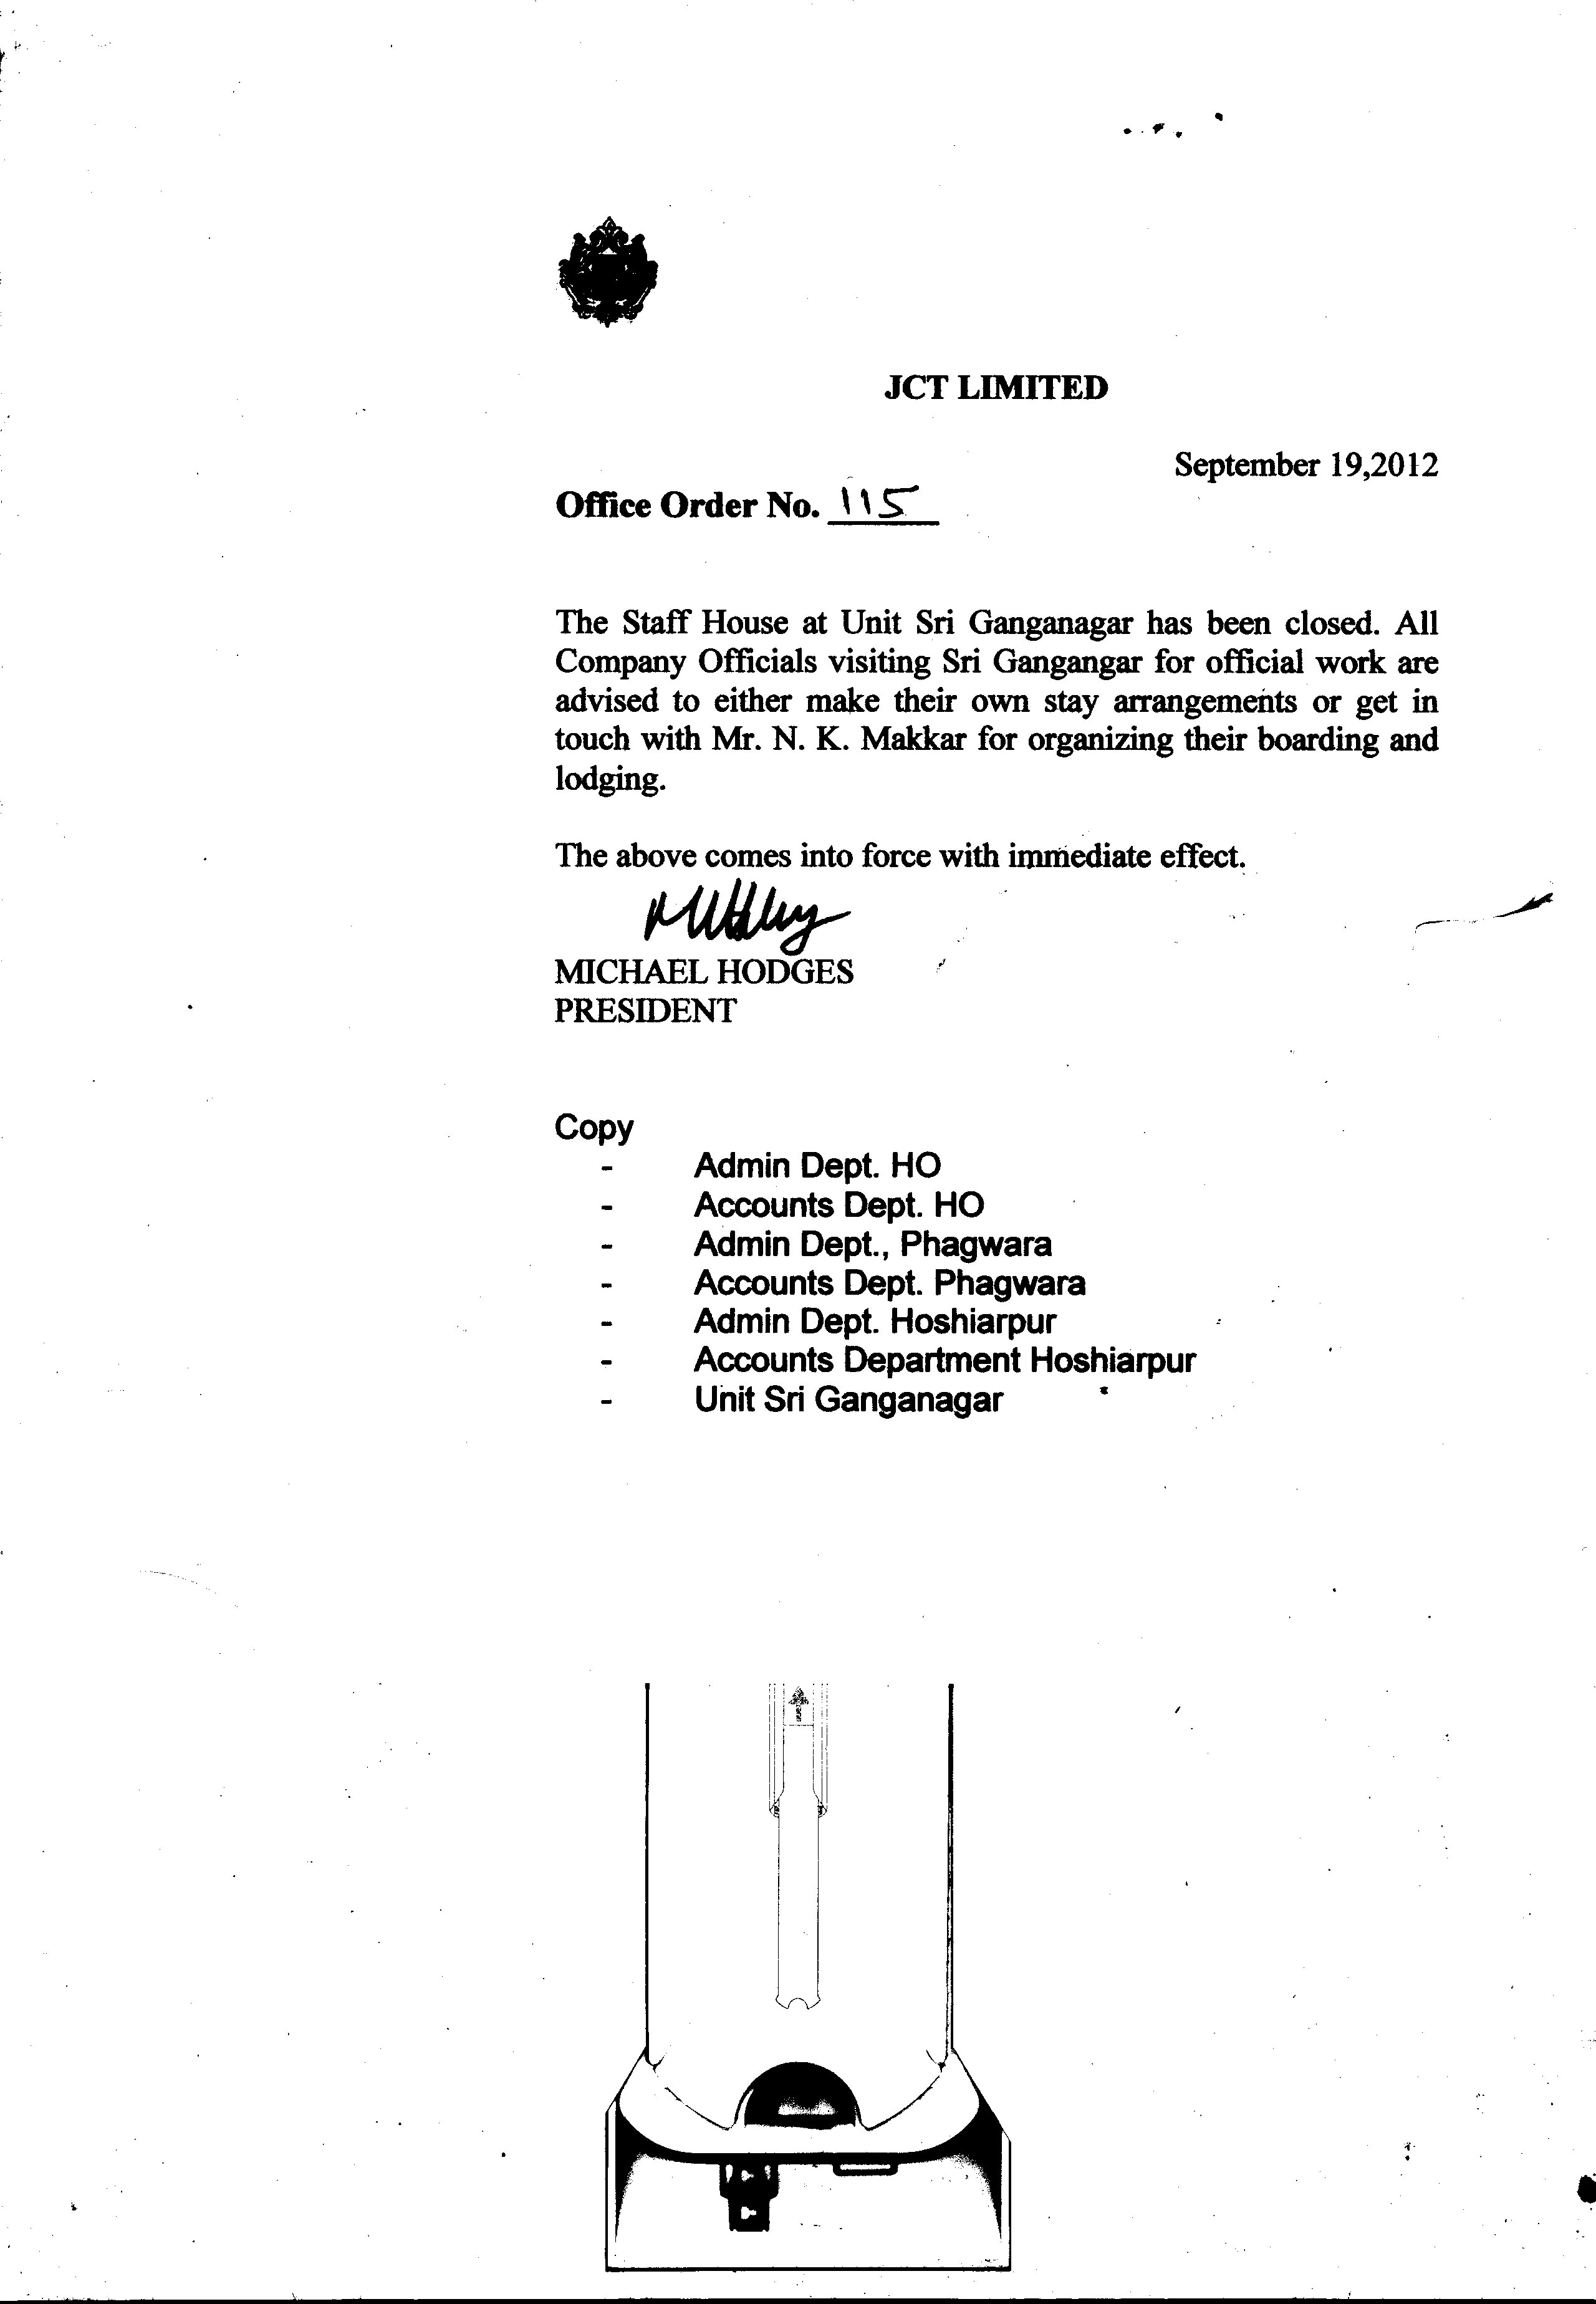 JCT LIMITED
September 19,2012
Office Order No. 115
The Staff House at Unit Sri Ganganagar has been closed. All
Company Officials visiting Sri Gangangar for official work are
advised to either make their own stay arrangements or get in
touch with Mr. N. K. Makkar for organizing their boarding and
lodging.
The above comes into force with immediate effect.
MICHAEL HODGES
PRESIDENT
Copy
- Admin Dept. HO
- Accounts Dept. HO
- Admin Dept., Phagwara
- Accounts Dept. Phagwara
- Admin Dept. Hoshiarpur
- Accounts Department Hoshiarpur
- Unit Sri Ganganagar